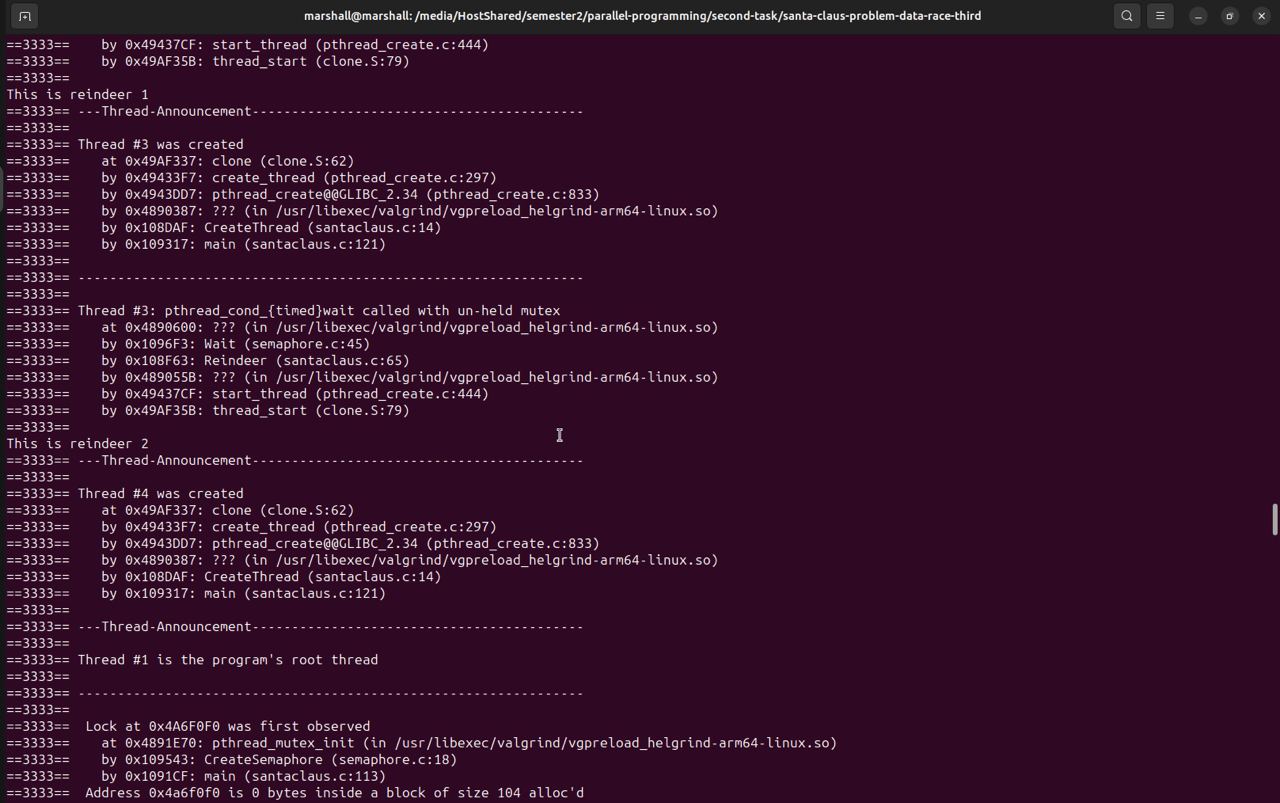 marshall@marshall: /media/HostShared/semester2/parallel-programming/second-task/santa-claus-problem-data-race-third
==3333==    by 0x49437CF: start_thread (pthread_create.c:444)
==3333==    by 0x49AF35B: thread_start (clone.S:79)
==3333==
This is reindeer 1
==3333== ---Thread-Announcement------------------------------------------
==3333==
==3333== Thread #3 was created
==3333==    at 0x49AF337: clone (clone.S:62)
==3333==    by 0x49433F7: create_thread (pthread_create.c:297)
==3333==    by 0x4943DD7: pthread_create@@GLIBC_2.34 (pthread_create.c:833)
==3333==    by 0x4890387: ??? (in /usr/libexec/valgrind/vgpreload_helgrind-arm64-linux.so)
==3333==    by 0x108DAF: CreateThread (santaclaus.c:14)
==3333==    by 0x109317: main (santaclaus.c:121)
==3333==
==3333== ----------------------------------------------------------------
==3333==
==3333== Thread #3: pthread_cond_{timed}wait called with un-held mutex
==3333==    at 0x4890600: ??? (in /usr/libexec/valgrind/vgpreload_helgrind-arm64-linux.so)
==3333==    by 0x1096F3: Wait (semaphore.c:45)
==3333==    by 0x108F63: Reindeer (santaclaus.c:65)
==3333==    by 0x489055B: ??? (in /usr/libexec/valgrind/vgpreload_helgrind-arm64-linux.so)
==3333==    by 0x49437CF: start_thread (pthread_create.c:444)
==3333==    by 0x49AF35B: thread_start (clone.S:79)
==3333==
This is reindeer 2
==3333== ---Thread-Announcement------------------------------------------
==3333==
==3333== Thread #4 was created
==3333==    at 0x49AF337: clone (clone.S:62)
==3333==    by 0x49433F7: create_thread (pthread_create.c:297)
==3333==    by 0x4943DD7: pthread_create@@GLIBC_2.34 (pthread_create.c:833)
==3333==    by 0x4890387: ??? (in /usr/libexec/valgrind/vgpreload_helgrind-arm64-linux.so)
==3333==    by 0x108DAF: CreateThread (santaclaus.c:14)
==3333==    by 0x109317: main (santaclaus.c:121)
==3333==
==3333== ---Thread-Announcement------------------------------------------
==3333==
==3333== Thread #1 is the program's root thread
==3333==
==3333== ----------------------------------------------------------------
==3333==
==3333==  Lock at 0x4A6F0F0 was first observed
==3333==    at 0x4891E70: pthread_mutex_init (in /usr/libexec/valgrind/vgpreload_helgrind-arm64-linux.so)
==3333==    by 0x109543: CreateSemaphore (semaphore.c:18)
==3333==    by 0x1091CF: main (santaclaus.c:113)
==3333==  Address 0x4a6f0f0 is 0 bytes inside a block of size 104 alloc'd